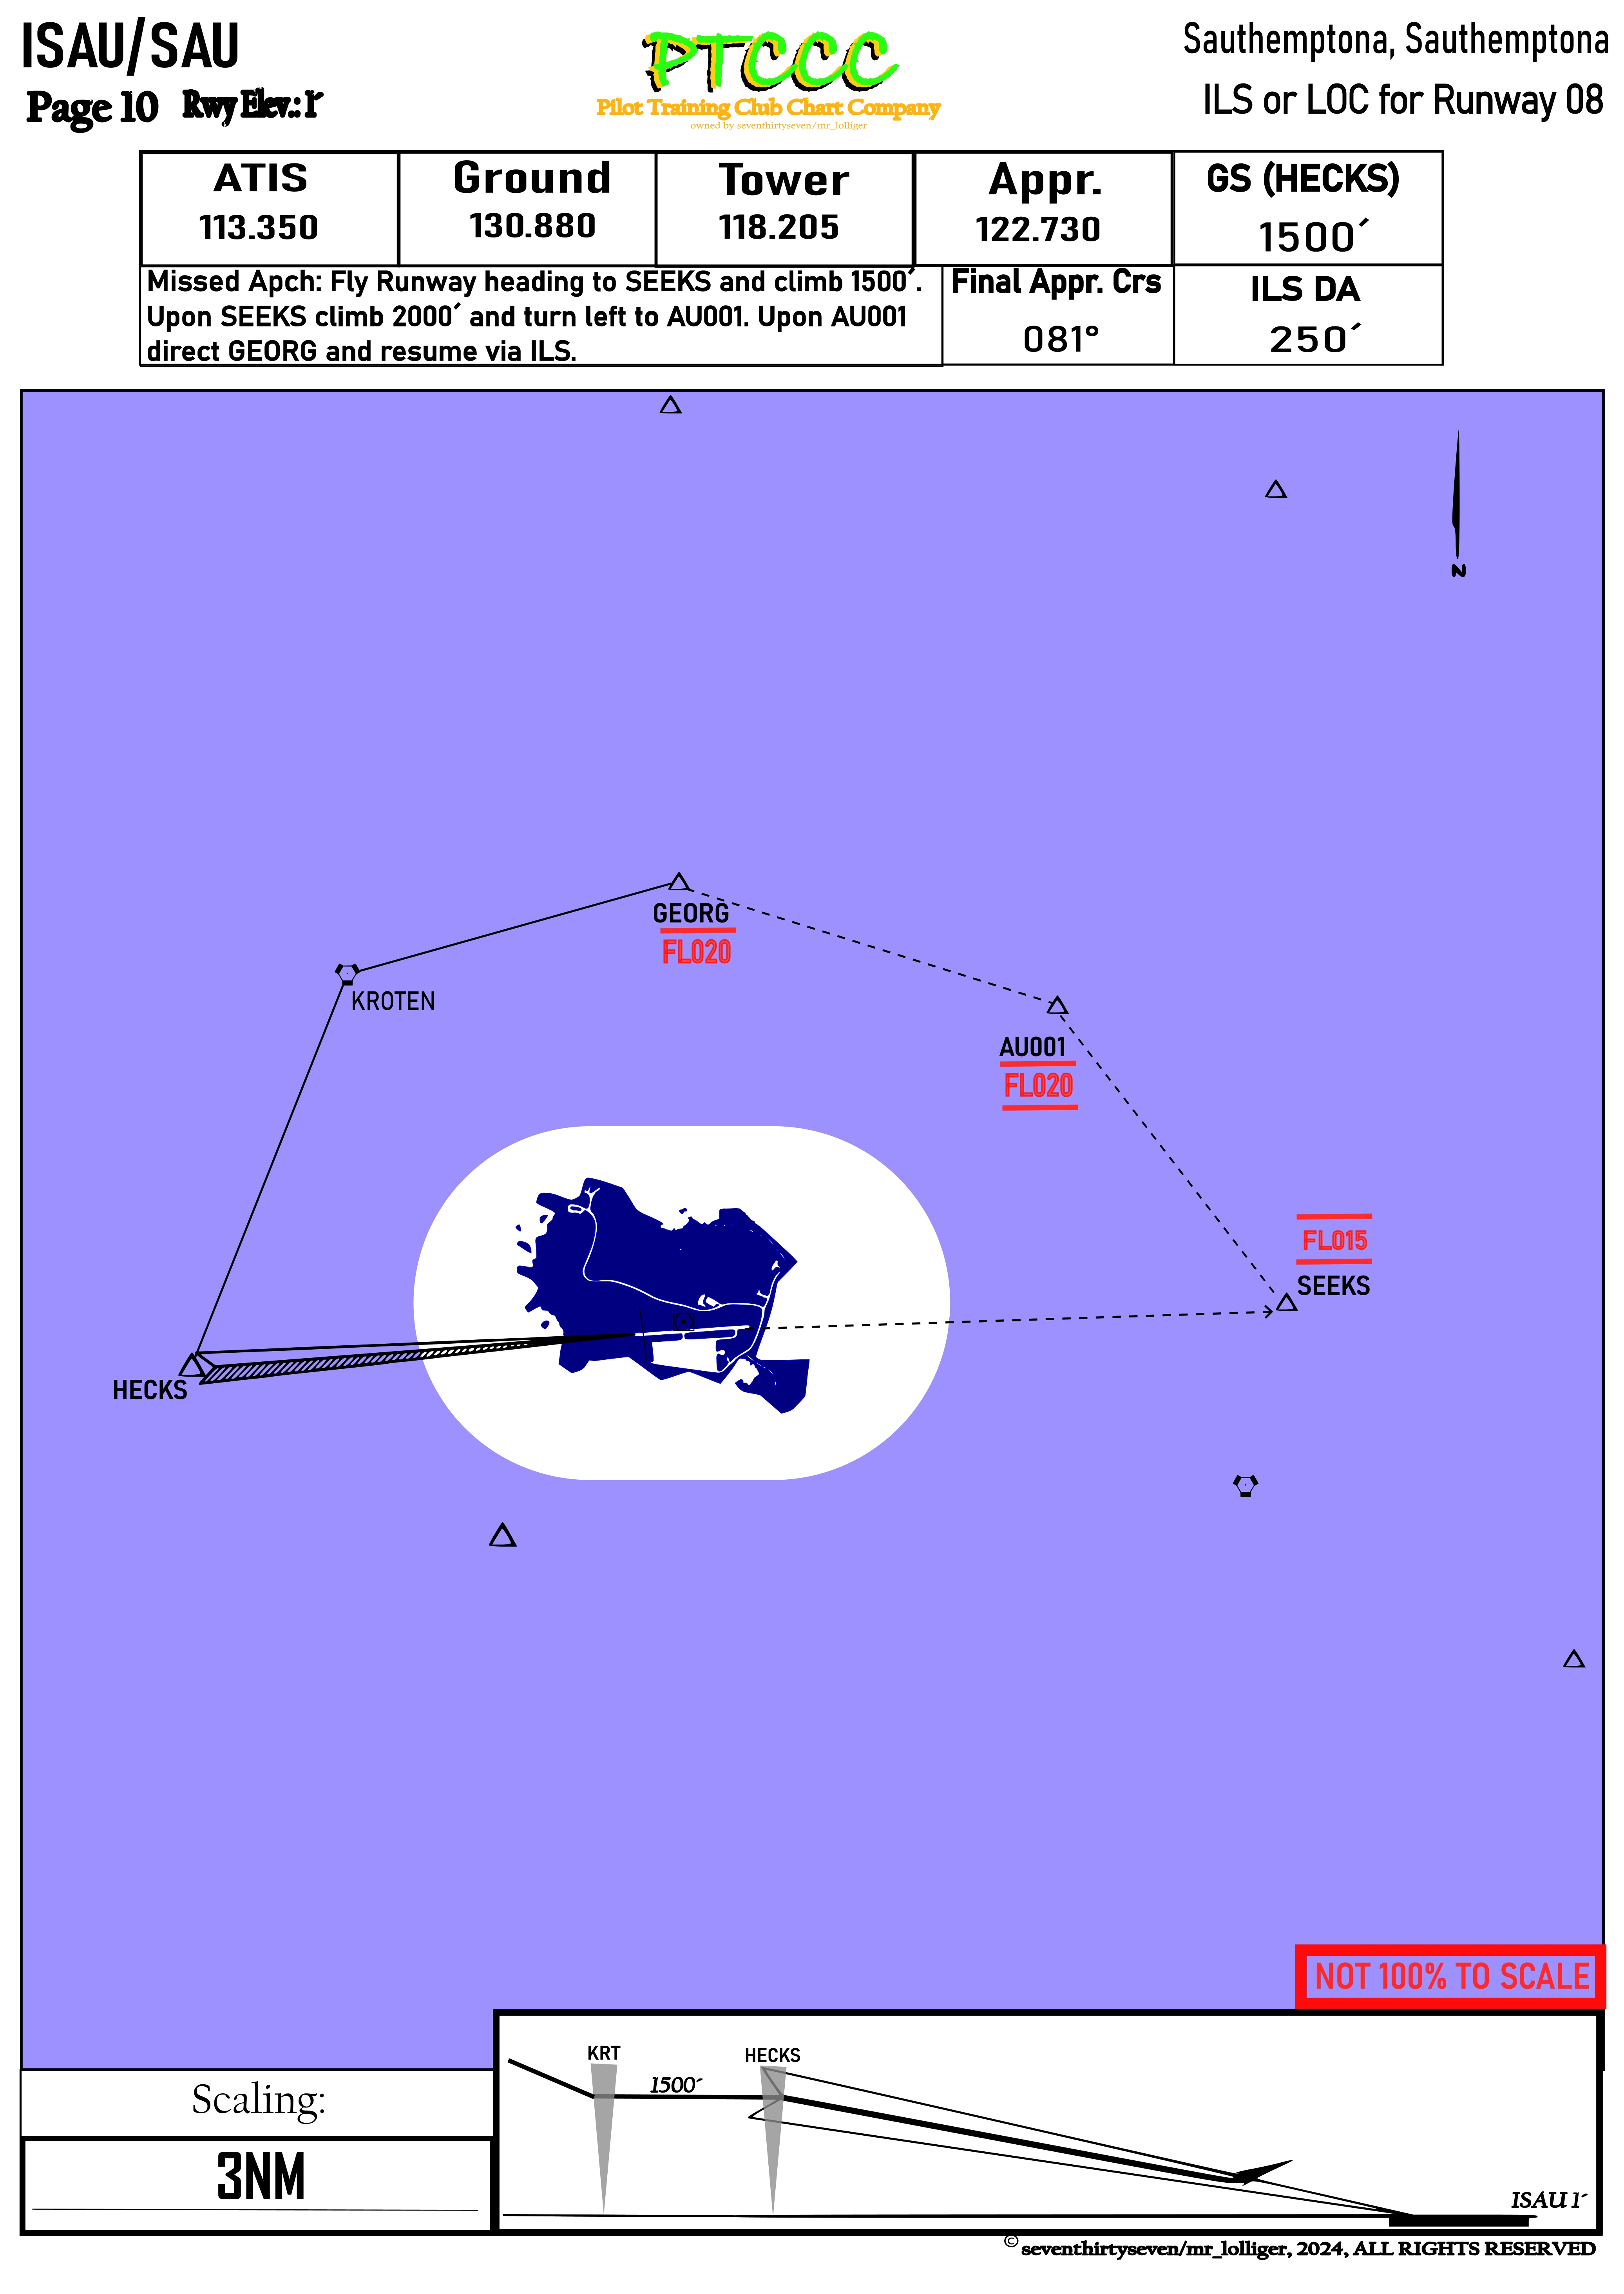 ISAU/SAU
Page 10 Rwy Elev.: 1´
PTCCC
Pilot Training Club Chart Company
owned by seventhirtyseven/mr_lolliger
Sauthemptona, Sauthemptona
ILS or LOC for Runway 08
ATIS
113.350
Ground
130.880
Tower
118.205
Appr.
122.730
GS (HECKS)
1500´
Missed Apch: Fly Runway heading to SEEKS and climb 1500´.
Upon SEEKS climb 2000´ and turn left to AU001. Upon AU001
direct GEORG and resume via ILS.
Final Appr. Crs
081°
ILS DA
250´
N
GEORG
FL020
KROTEN
AU001
FL020
FL015
SEEKS
HECKS
NOT 100% TO SCALE
Scaling:
3NM
KRT
HECKS
1500´
ISAU 1´
© seventhirtyseven/mr_lolliger, 2024, ALL RIGHTS RESERVED